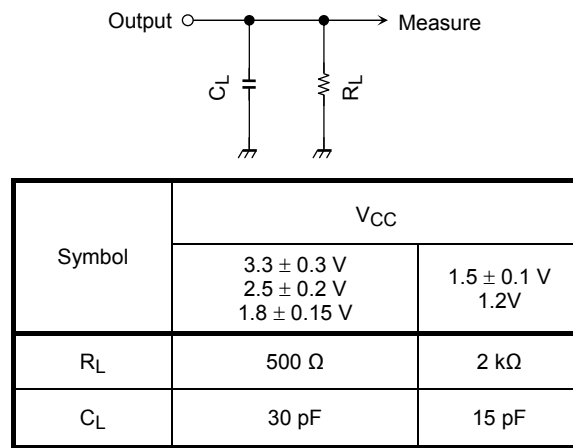 Output Measure
CL RL
Symbol
VCC
3.3 ± 0.3 V
2.5 ± 0.2 V
1.8 ± 0.15 V
1.5 ± 0.1 V
1.2V
RL 500 Ω 2 kΩ
CL 30 pF 15 pF